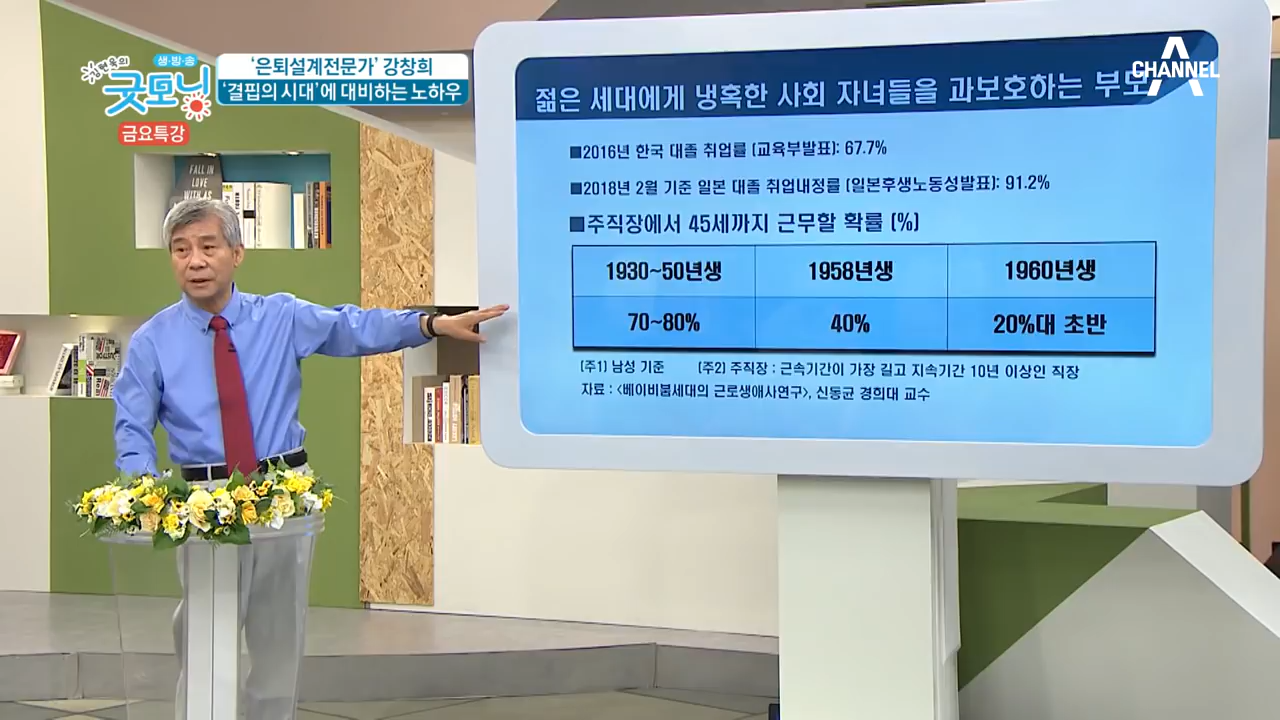 생·방·송
굿모닝
금요특강
'은퇴설계전문가' 강창희
'결핍의 시대'에 대비하는 노하우
CHANNEL A
젊은 세대에게 냉혹한 사회 자녀들을 과보호하는 부모
■2016년 한국 대졸 취업률 (교육부발표): 67.7%
■2018년 2월 기준 일본 대졸 취업내정률 (일본후생노동성발표): 91.2%
■주직장에서 45세까지 근무할 확률 (%)
1930~50년생 1958년생 1960년생
70~80% 40% 20%대 초반
(주1) 남성 기준 (주2) 주직장 : 근속기간이 가장 길고 지속기간 10년 이상인 직장
자료 : <베이비붐세대의 근로생애사연구>, 신동균 경희대 교수
FALL IN
LOVE
WITH AS